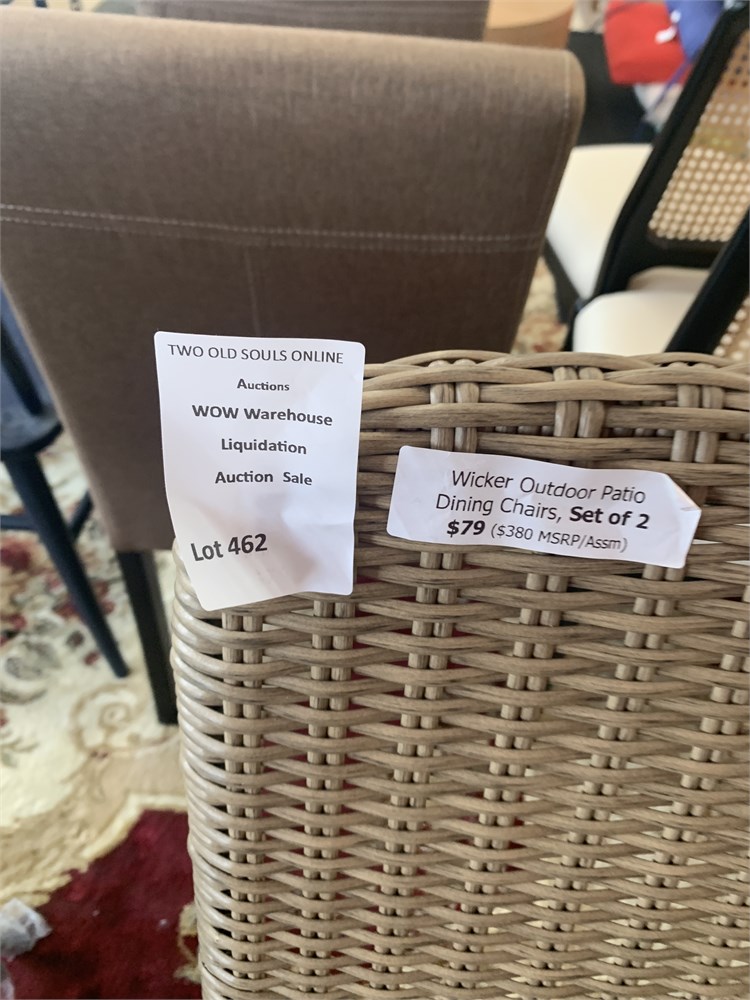 TWO OLD SOULS ONLINE
Auctions
WOW Warehouse
Liquidation
Auction Sale
Lot 462
Wicker Outdoor Patio
Dining Chairs, Set of 2
$79 ($380 MSRP/Assm)